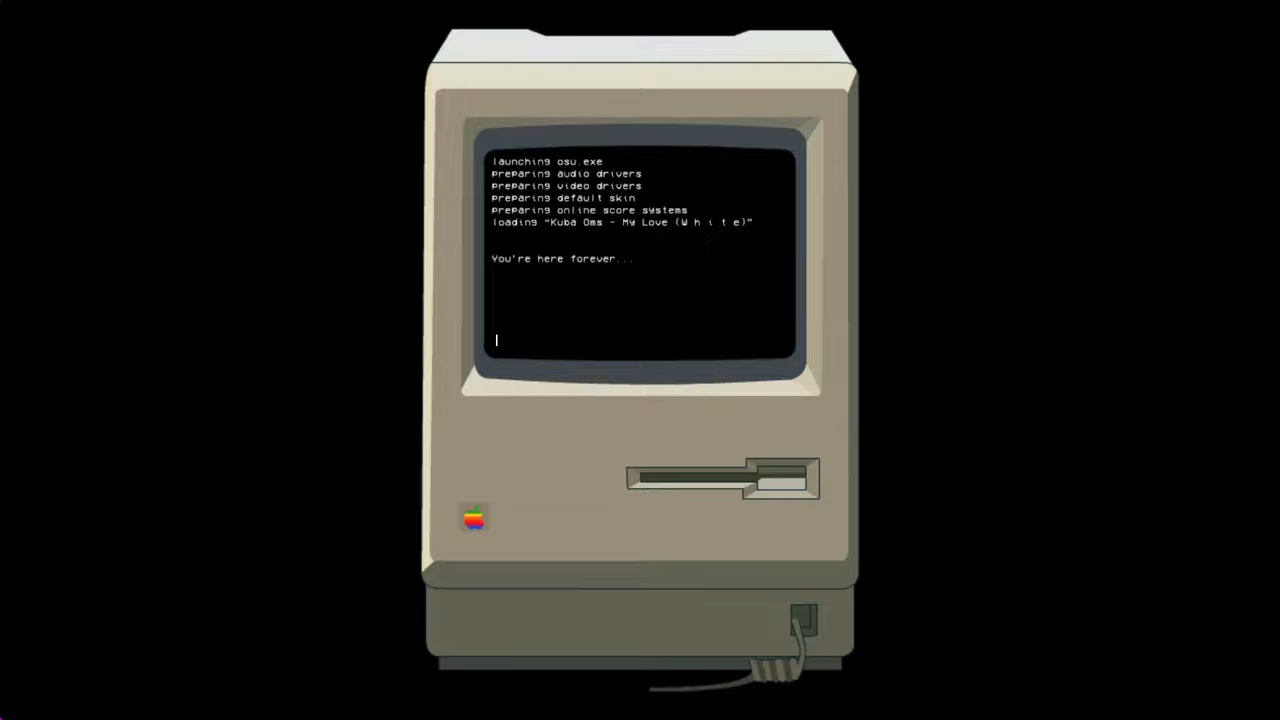 launching osu.exe
preparing audio drivers
preparing video drivers
preparing default skin
preparing online score systems
loading "Kuba Oms - My Love (W h i t e)"
You're here forever...